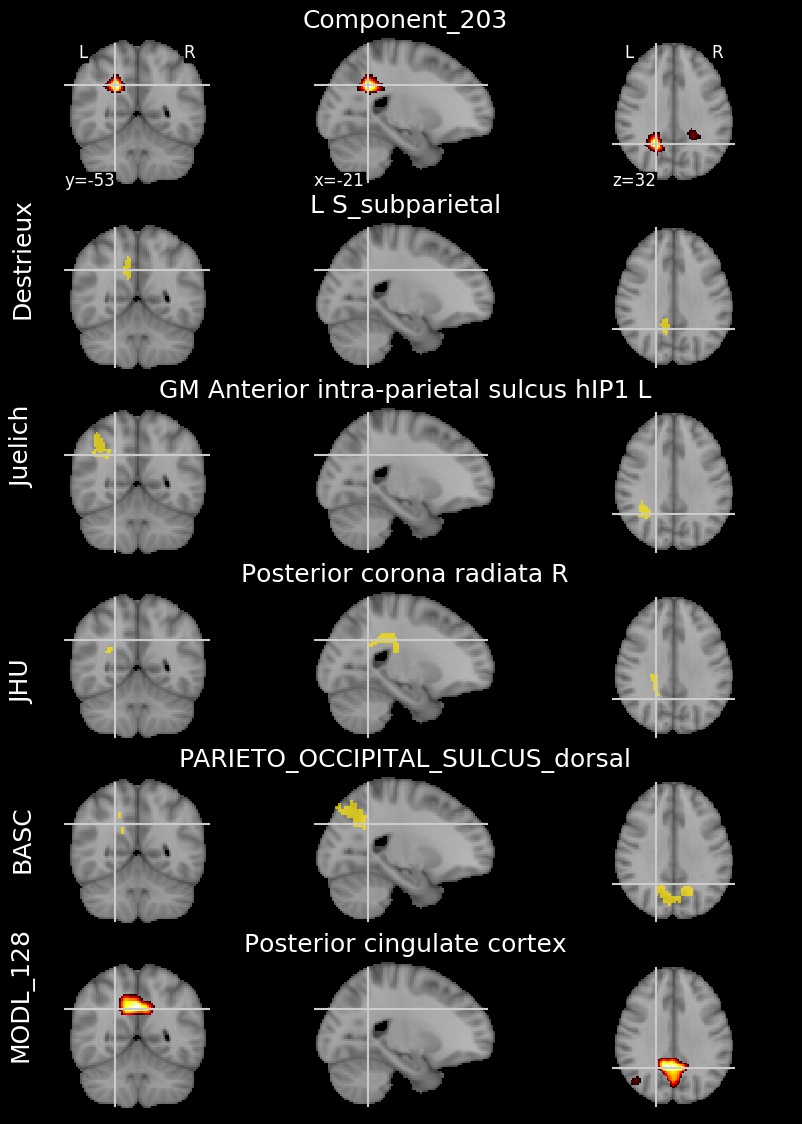 Component_203
L R
L R
y=-53
x=-21
z=32
Destrieux
L S_subparietal
Juelich
GM Anterior intra-parietal sulcus hIP1 L
JHU
Posterior corona radiata R
BASC
PARIETO_OCCIPITAL_SULCUS_dorsal
MODL_128
Posterior cingulate cortex